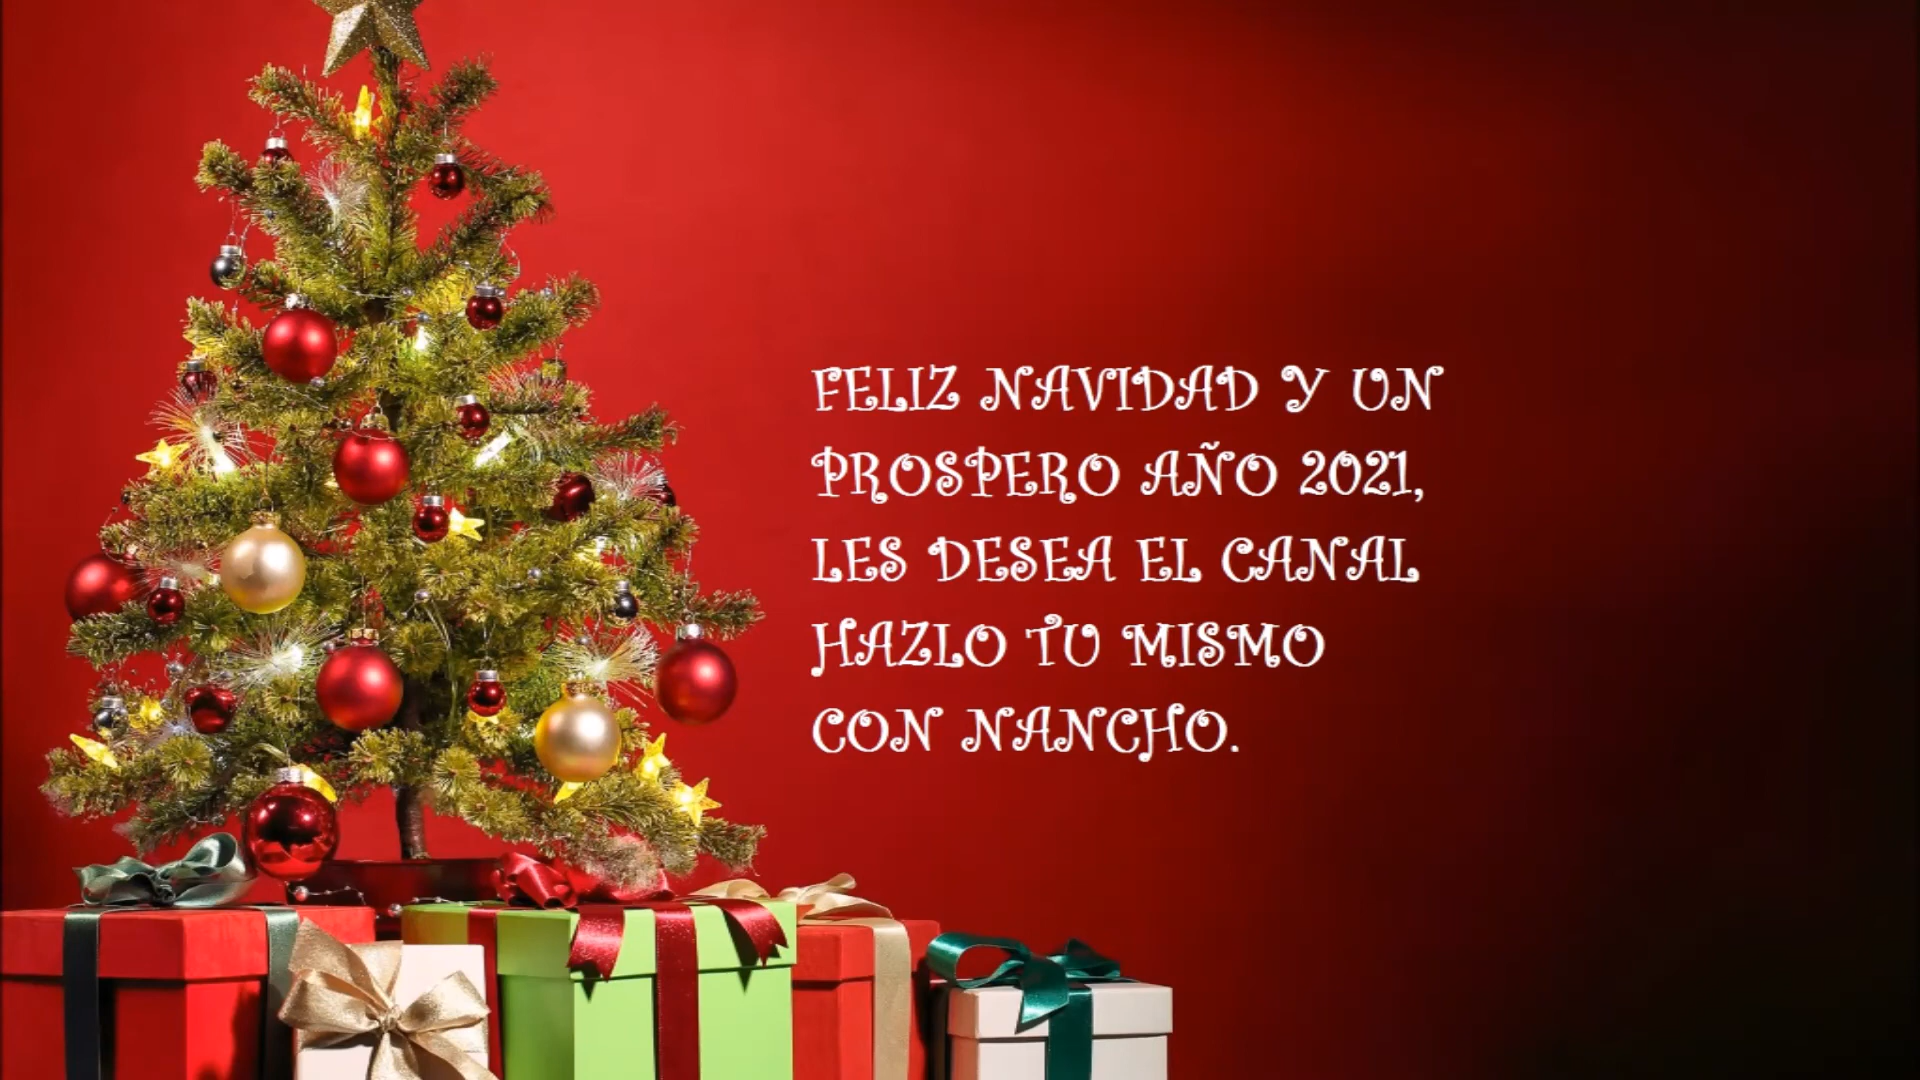 FELIZ NAVIDAD Y UN
PROSPERO AÑO 2021,
LES DESEA EL CANAL
HAZLO TU MISMO
CON NANCHO.